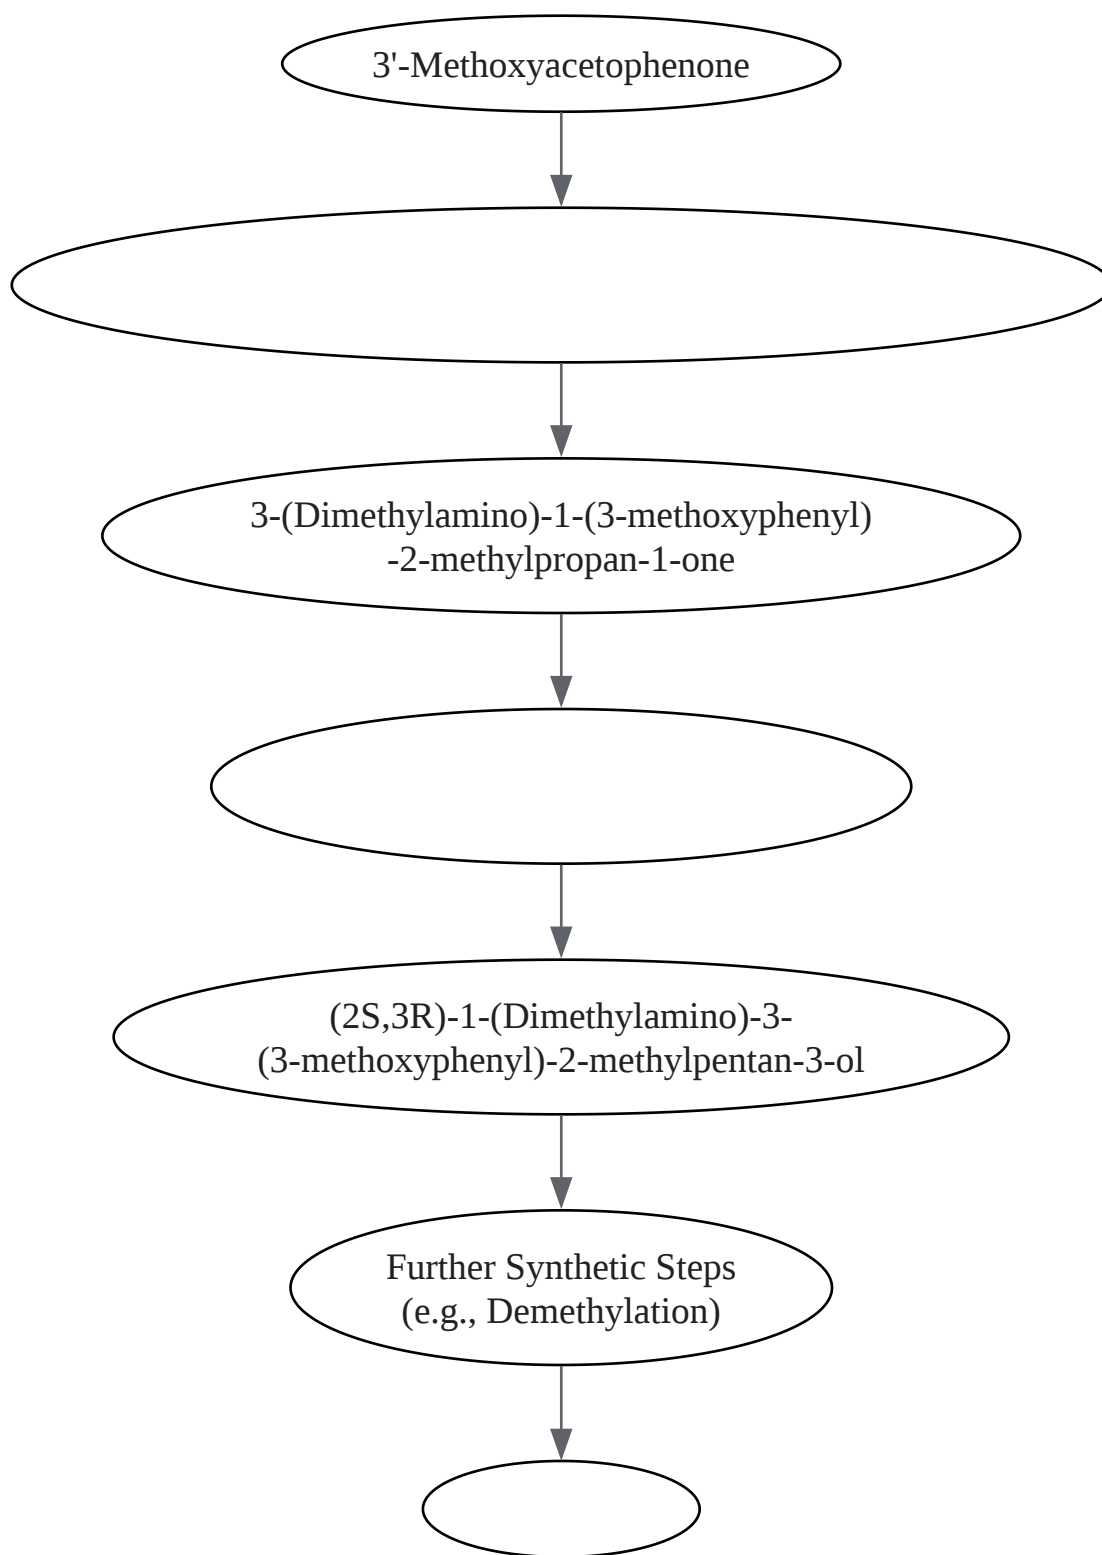 3'-Methoxyacetophenone
3-(Dimethylamino)-1-(3-methoxyphenyl)
-2-methylpropan-1-one
(2S,3R)-1-(Dimethylamino)-3-
(3-methoxyphenyl)-2-methylpentan-3-ol
Further Synthetic Steps
(e.g., Demethylation)